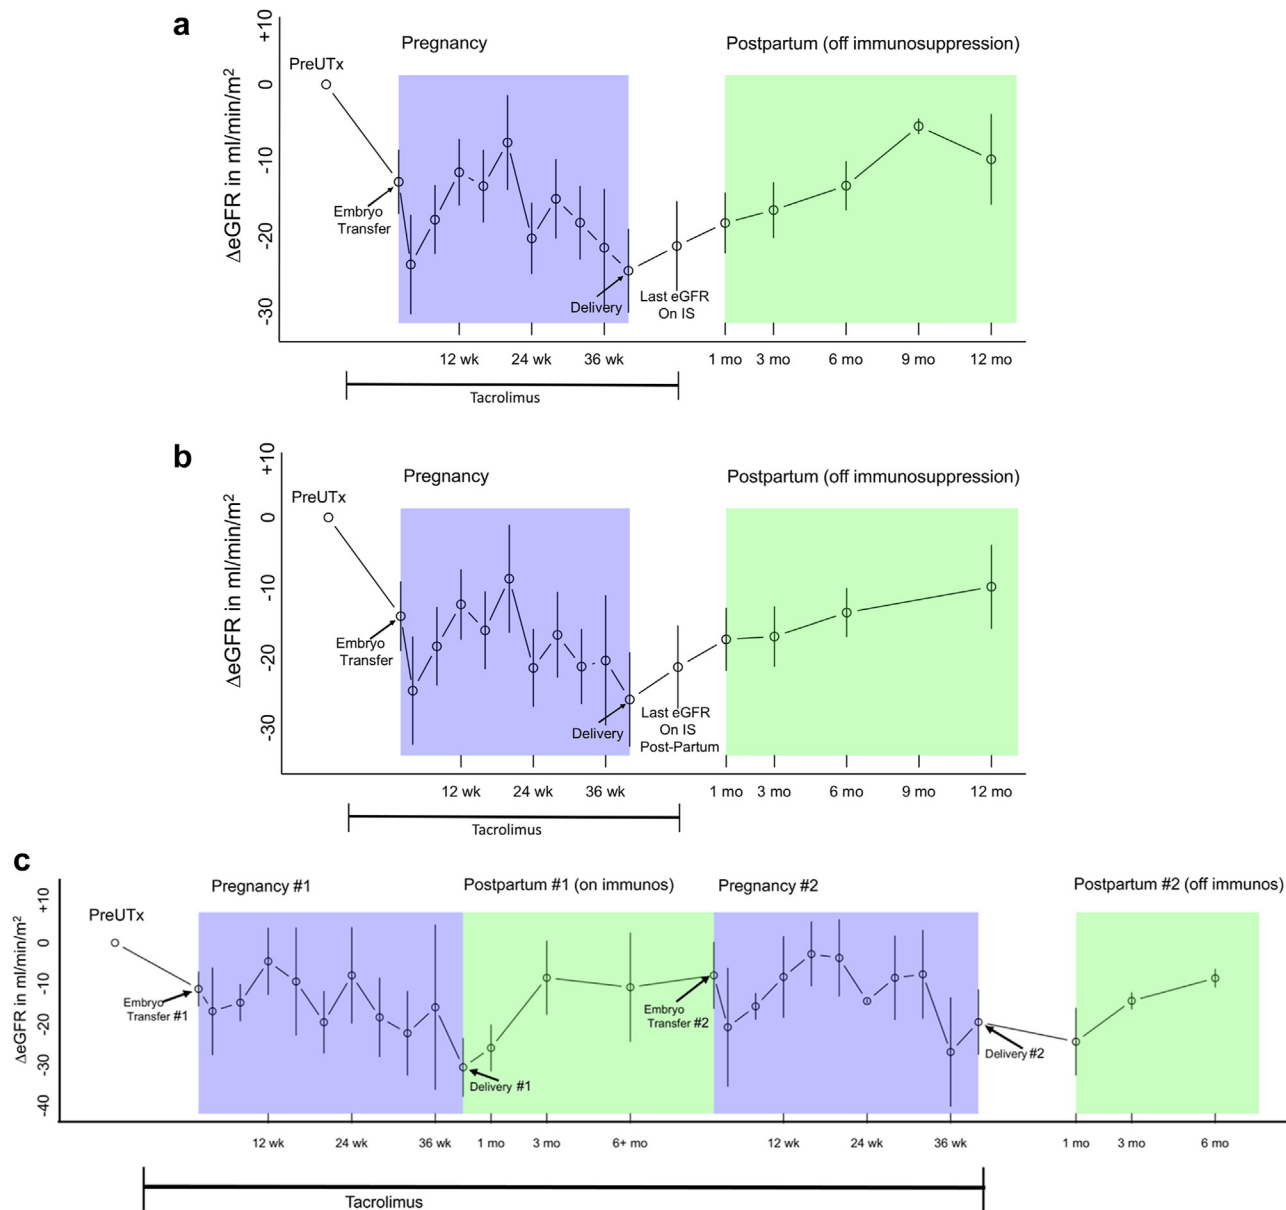 a
Pregnancy
Postpartum (off immunosuppression)
PreUTx
ΔeGFR in ml/min/m²
+10
0
-10
-20
-30
Embryo
Transfer
Delivery
Last eGFR
On IS
12 wk 24 wk 36 wk 1 mo 3 mo 6 mo 9 mo 12 mo
Tacrolimus
b
Pregnancy
Postpartum (off immunosuppression)
PreUTx
ΔeGFR in ml/min/m²
+10
0
-10
-20
-30
Embryo
Transfer
Delivery
Last eGFR
On IS
Post-Partum
12 wk 24 wk 36 wk 1 mo 3 mo 6 mo 9 mo 12 mo
Tacrolimus
c
Pregnancy #1
Postpartum #1 (on immunos)
Pregnancy #2
Postpartum #2 (off immunos)
PreUTx
ΔeGFR in ml/min/m²
+10
0
-10
-20
-30
-40
Embryo
Transfer #1
Delivery #1
Embryo
Transfer #2
Delivery #2
12 wk 24 wk 36 wk 1 mo 3 mo 6+ mo 12 wk 24 wk 36 wk 1 mo 3 mo 6 mo
Tacrolimus